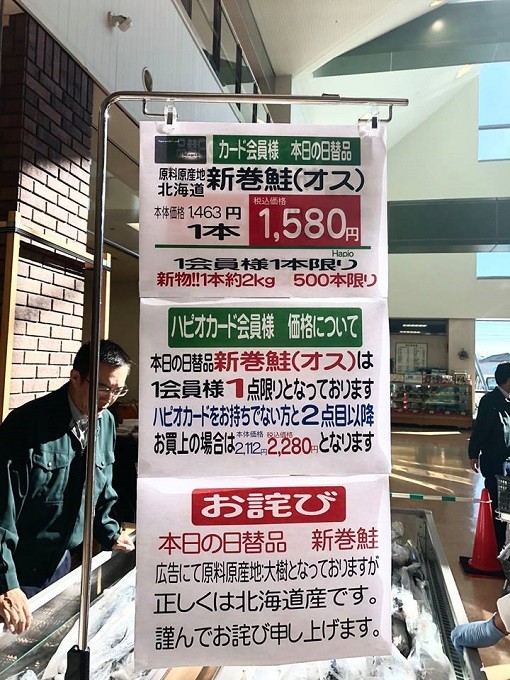 カード会員様 本日の日替品
原料原産地
北海道 新巻鮭(オス)
本体価格 1,463円
1本
税込価格
1,580円
Hapio
1会員様1本限り
新物!!1本約2kg 500本限り
ハピオカード会員様 価格について
本日の日替品新巻鮭(オス)は
1会員様1点限りとなっております
ハピオカードをお持ちでない方と2点目以降
お買上の場合は本体価格2,112円税込価格2,280円となります
お詫び
本日の日替品 新巻鮭
広告にて原料原産地:大樹となっておりますが
正しくは北海道産です。
謹んでお詫び申し上げます。